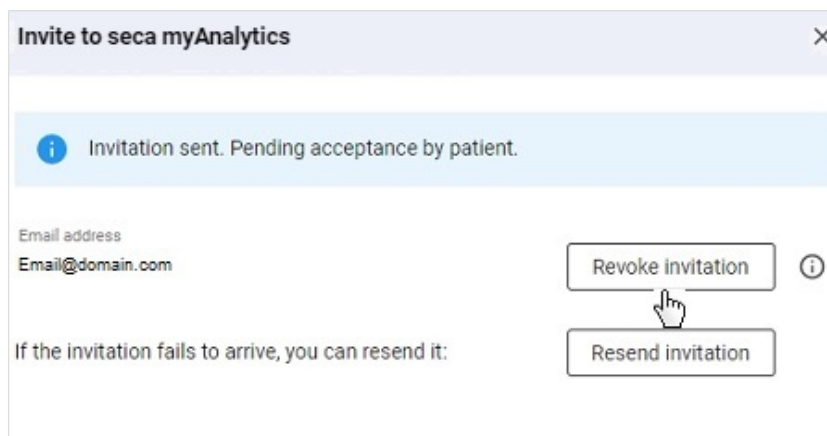 Invite to seca myAnalytics
Invitation sent. Pending acceptance by patient.
Email address
Email@domain.com
Revoke invitation
If the invitation fails to arrive, you can resend it:
Resend invitation